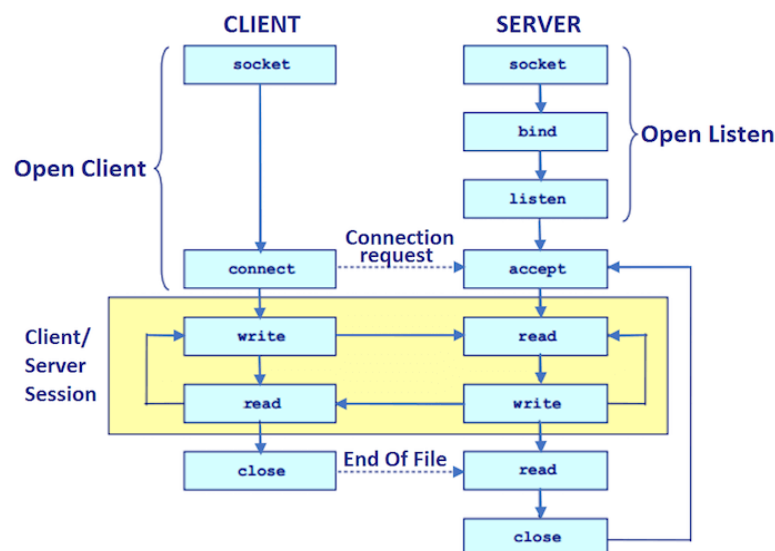 CLIENT
SERVER
socket
socket
bind
Open Client
Open Listen
listen
Connection
request
connect
accept
Client/
Server
Session
write
read
read
write
close
End Of File
read
close